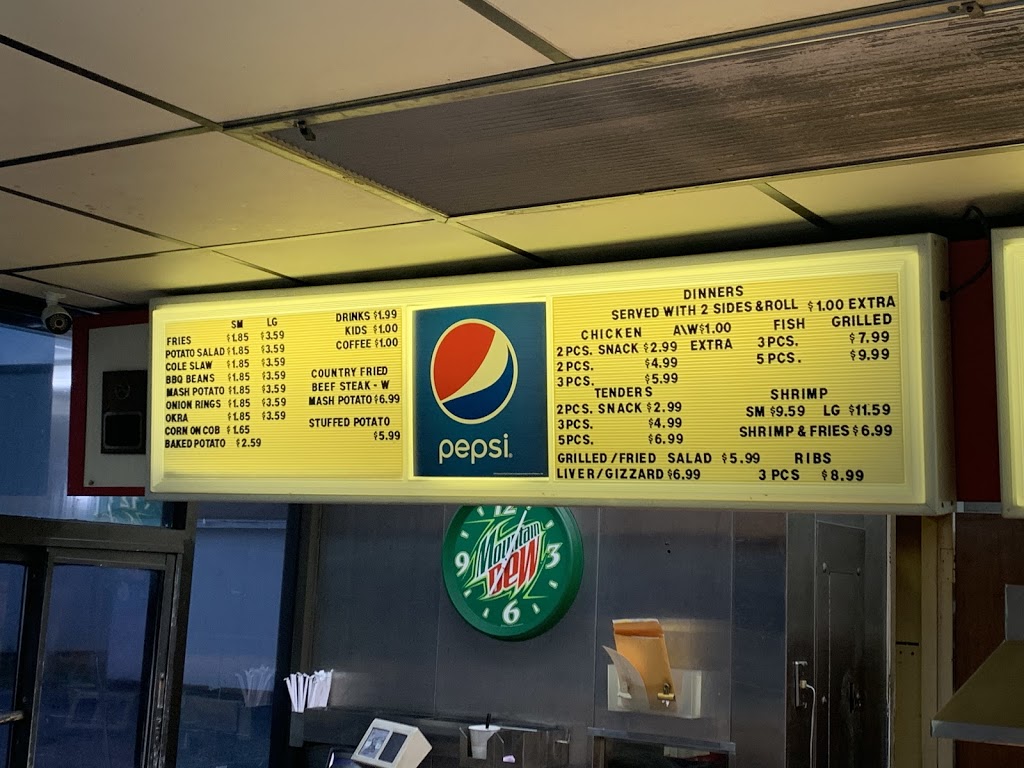 SM LG
FRIES $1.85 $3.59
POTATO SALAD $1.85 $3.59
COLE SLAW $1.85 $3.59
BBQ BEANS $1.85 $3.59
MASH POTATO $1.85 $3.59
ONION RINGS $1.85 $3.59
OKRA $1.85 $3.59
CORN ON COB $1.65
BAKED POTATO $2.59
DRINKS $1.99
KIDS $1.00
COFFEE $1.00
COUNTRY FRIED
BEEF STEAK - W
MASH POTATO $6.99
STUFFED POTATO
$5.99
pepsi
DINNERS
SERVED WITH 2 SIDES & ROLL $1.00 EXTRA
CHICKEN A\W $1.00
2 PCS. SNACK $2.99 EXTRA
2 PCS. $4.99
3 PCS. $5.99
TENDERS
2PCS. SNACK $2.99
3PCS. $4.99
5PCS. $6.99
GRILLED / FRIED SALAD $5.99
LIVER / GIZZARD $6.99
FISH GRILLED
3 PCS. $7.99
5 PCS. $9.99
SHRIMP
SM $9.59 LG $11.59
SHRIMP & FRIES $6.99
RIBS
3 PCS $8.99
12
9 Mountain 3
DEW
6